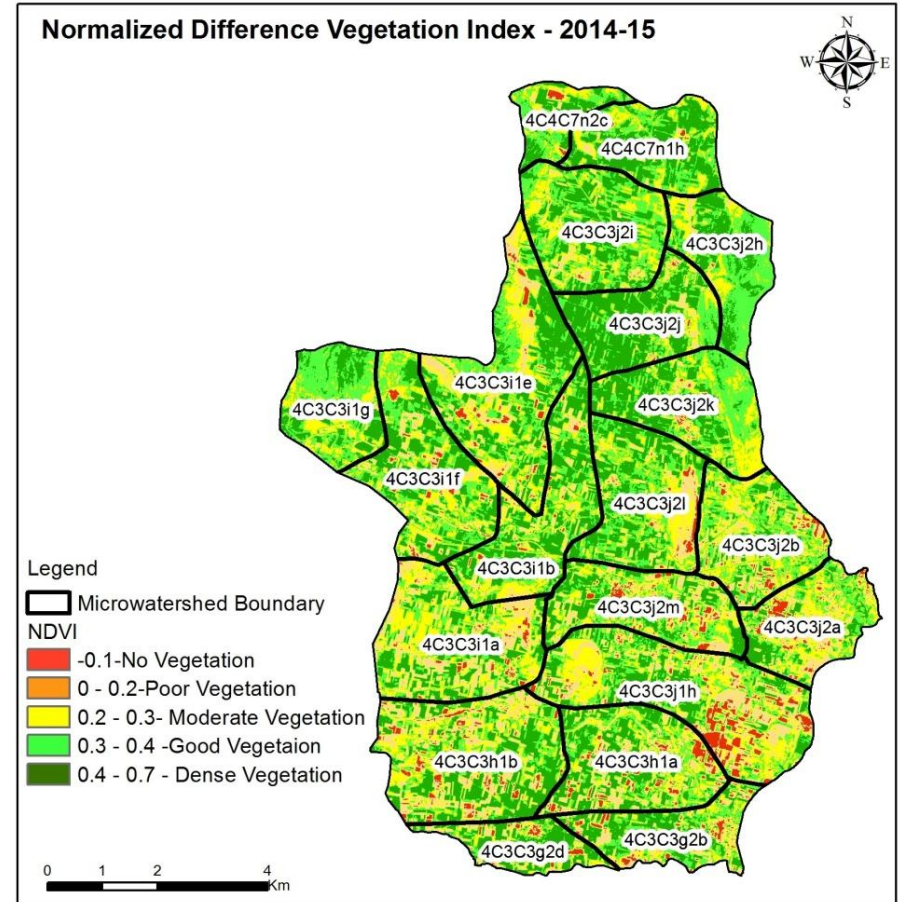 Normalized Difference Vegetation Index - 2014-15
N
W
E
S
4C4C7n2c
4C4C7n1h
4C3C3j2i
4C3C3j2h
4C3C3j2j
4C3C3i1e
4C3C3j2k
4C3C3i1g
4C3C3i1f
4C3C3j2l
4C3C3j2b
4C3C3i1b
4C3C3j2m
4C3C3j2a
4C3C3i1a
4C3C3j1h
4C3C3h1b
4C3C3h1a
4C3C3g2b
4C3C3g2d
Legend
Microwatershed Boundary
NDVI
-0.1-No Vegetation
0 - 0.2-Poor Vegetation
0.2 - 0.3- Moderate Vegetation
0.3 - 0.4 -Good Vegetaion
0.4 - 0.7 - Dense Vegetation
0 1 2 4
Km